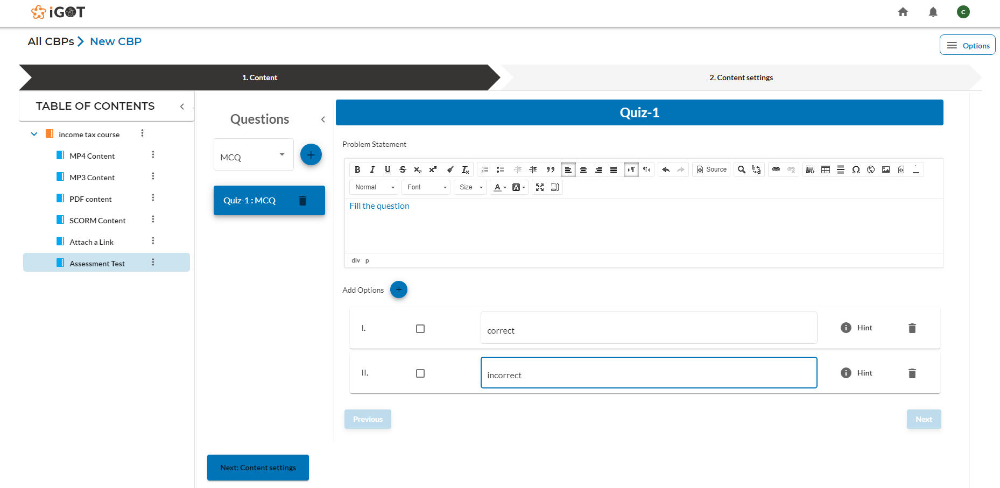 iGOT
C
All CBPs New CBP
Options
1. Content
2. Content settings
TABLE OF CONTENTS
income tax course
MP4 Content
MP3 Content
PDF content
SCORM Content
Attach a Link
Assessment Test
Questions
MCQ
Quiz-1 : MCQ
Quiz-1
Problem Statement
Source
Normal Font Size
Fill the question
div p
Add Options
I. correct Hint
II. incorrect Hint
Previous Next
Next: Content settings